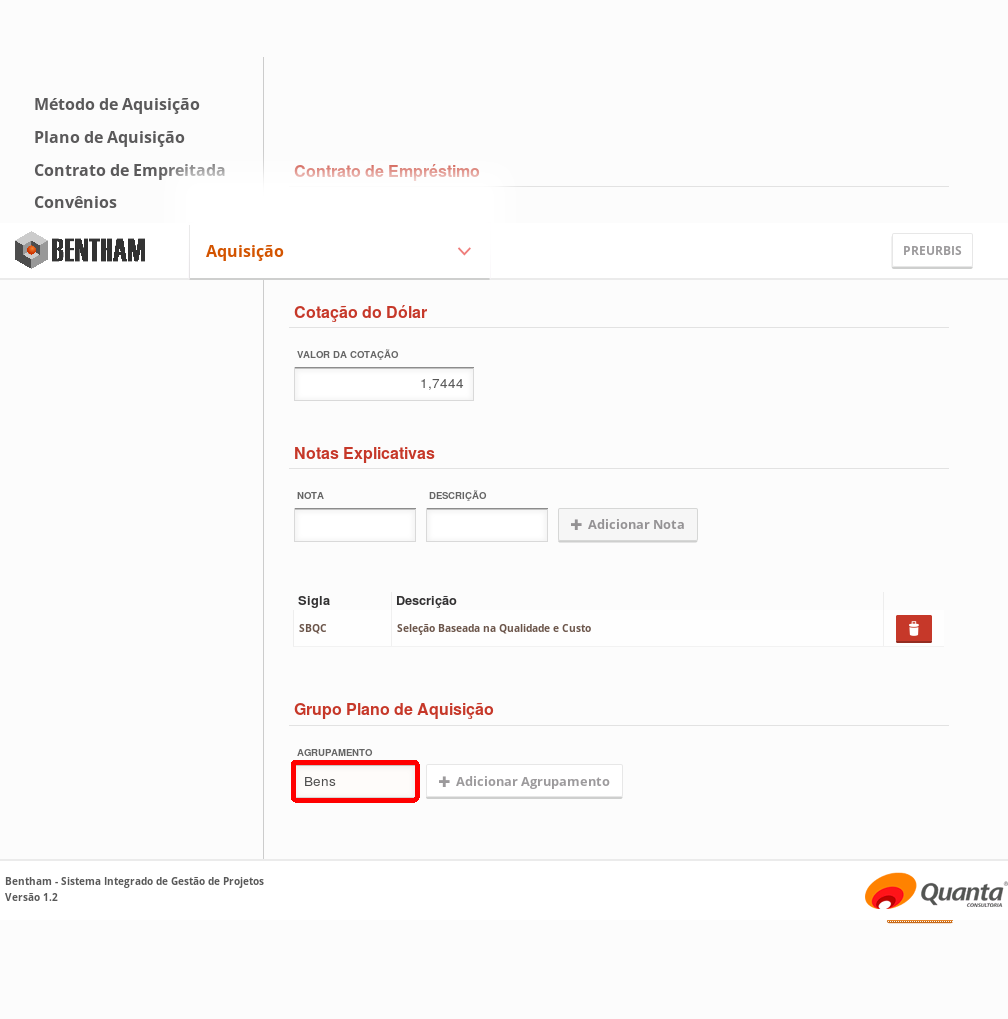 Método de Aquisição
Plano de Aquisição
Contrato de Empreitada
Contrato de Empréstimo
Convênios
BENTHAM
Aquisição
PREURBIS
Cotação do Dólar
VALOR DA COTAÇÃO
1,7444
Notas Explicativas
NOTA
DESCRIÇÃO
Adicionar Nota
Sigla
Descrição
SBQC
Seleção Baseada na Qualidade e Custo
Grupo Plano de Aquisição
AGRUPAMENTO
Bens
Adicionar Agrupamento
Bentham - Sistema Integrado de Gestão de Projetos
Versão 1.2
Quanta
CONSULTORIA